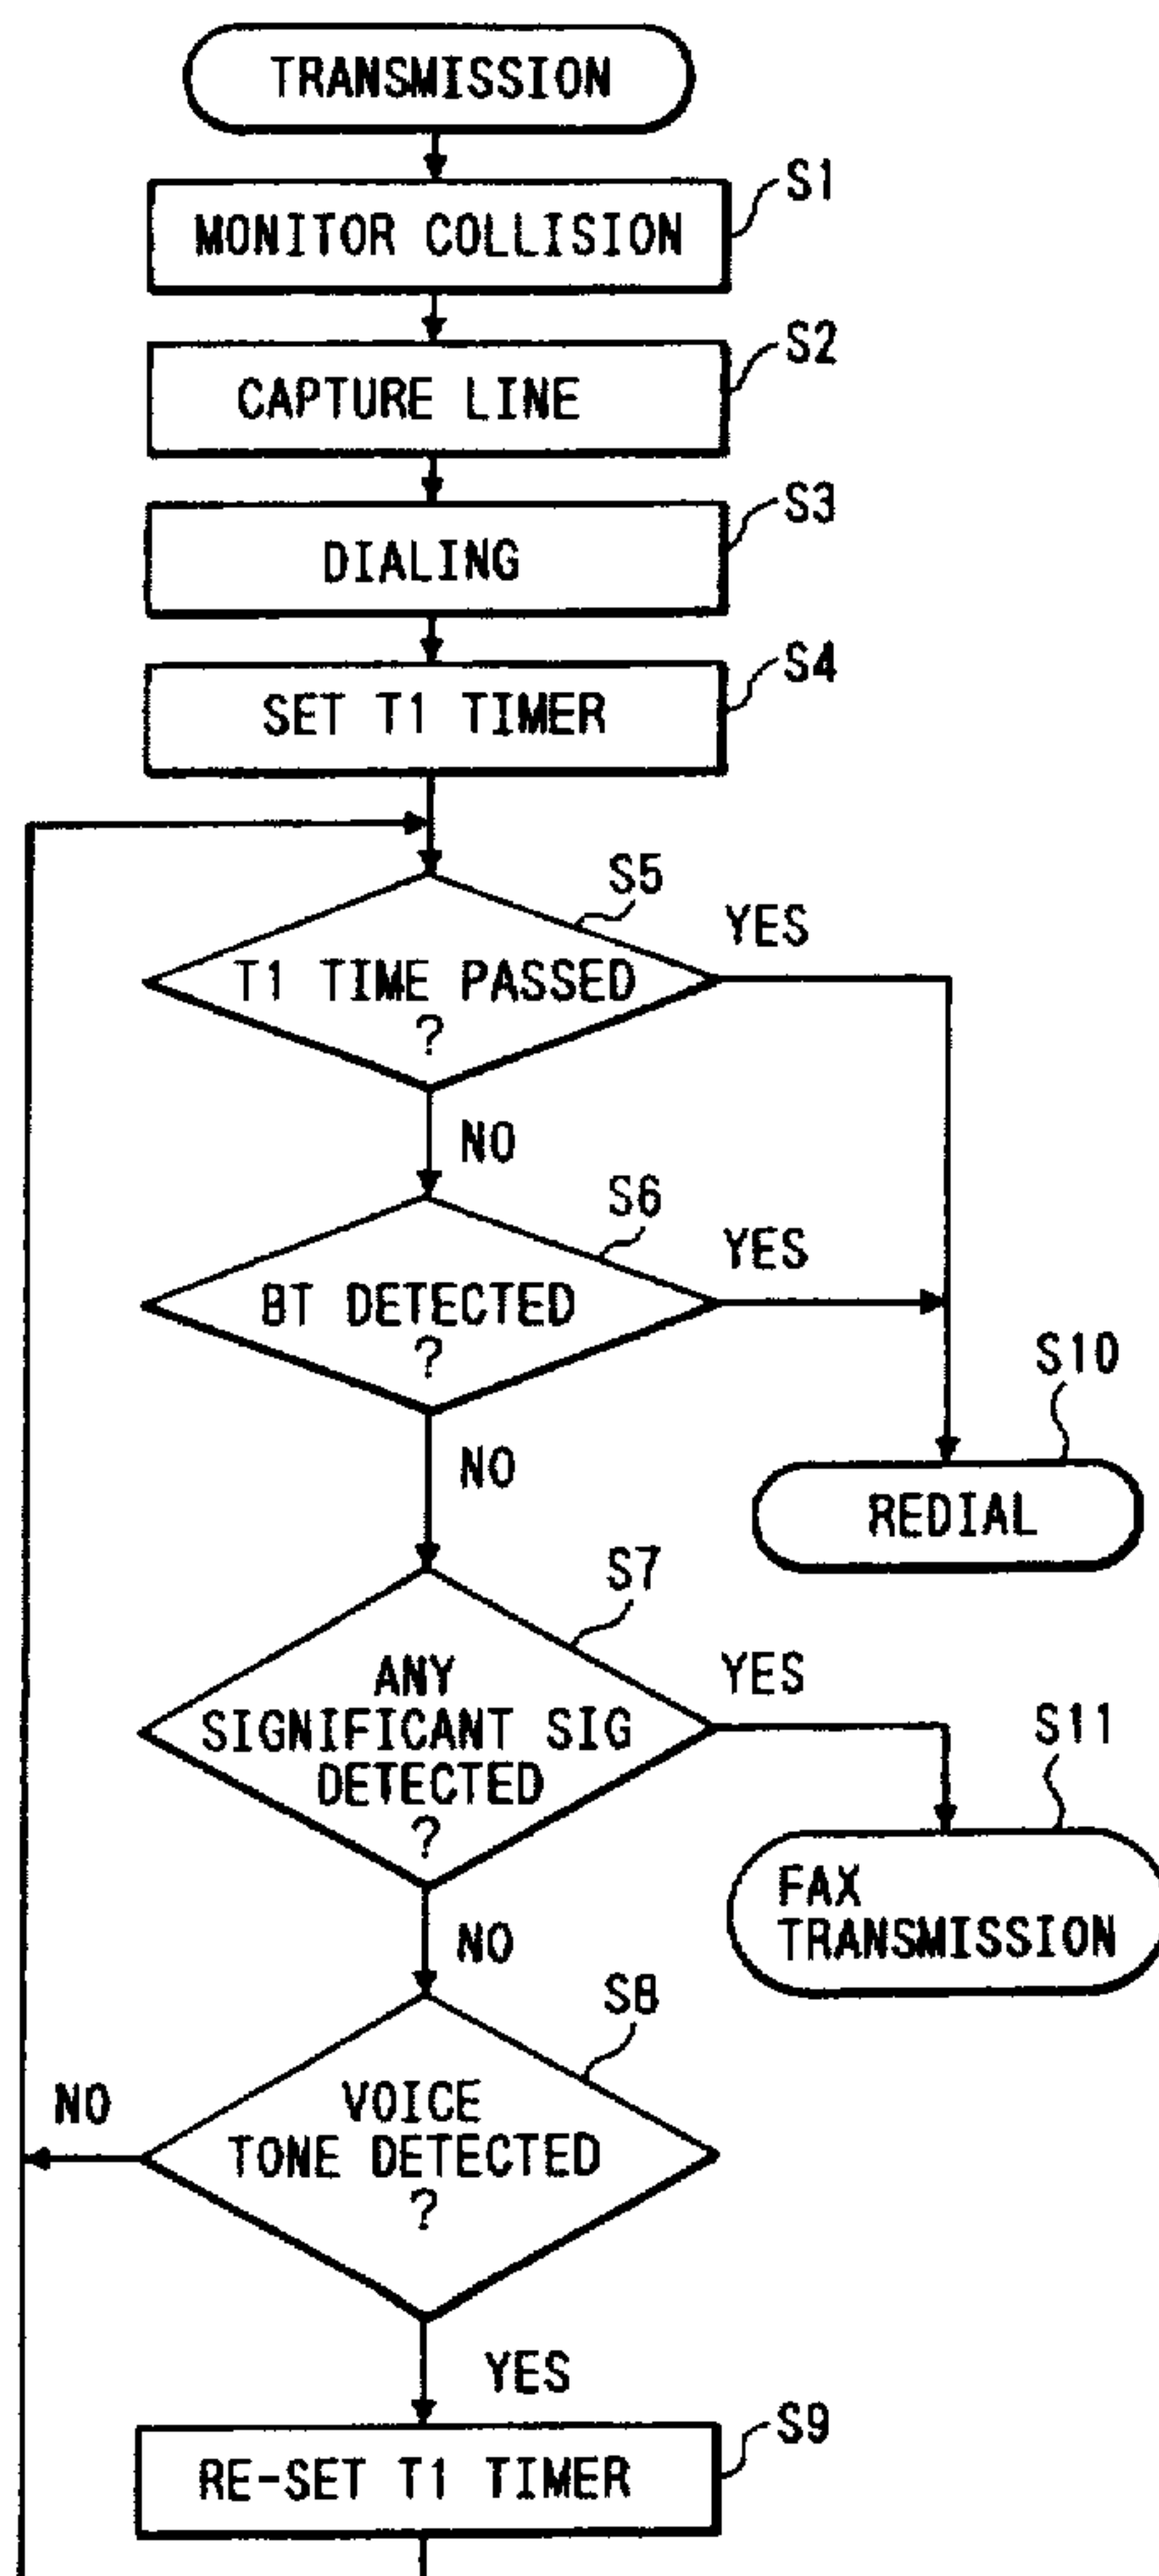 TRANSMISSION
S1
MONITOR COLLISION
S2
CAPTURE LINE
S3
DIALING
S4
SET T1 TIMER
S5
YES
T1 TIME PASSED
?
NO
S6
YES
BT DETECTED
?
S10
NO
REDIAL
S7
ANY
YES
SIGNIFICANT SIG
S11
DETECTED
?
FAX
TRANSMISSION
NO
S8
VOICE
NO
TONE DETECTED
?
YES
S9
RE-SET T1 TIMER